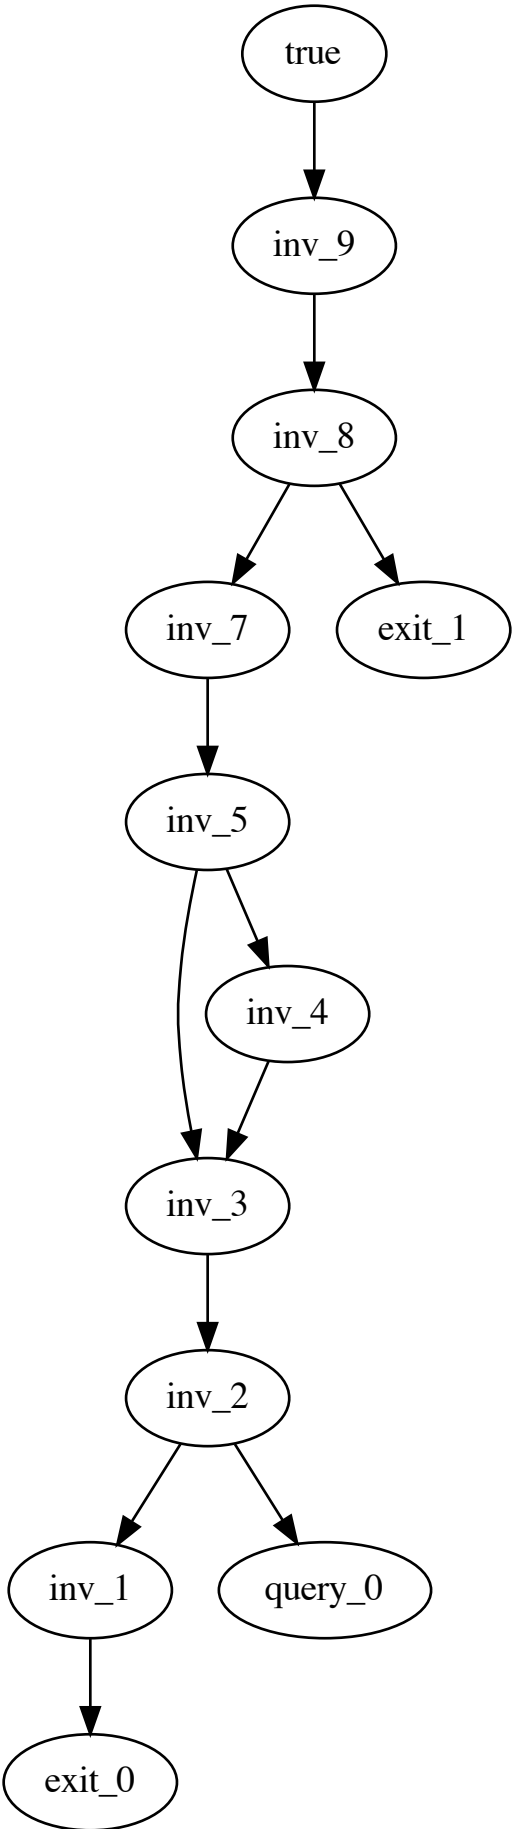 true
inv_9
inv_8
inv_7
exit_1
inv_5
inv_4
inv_3
inv_2
inv_1
query_0
exit_0